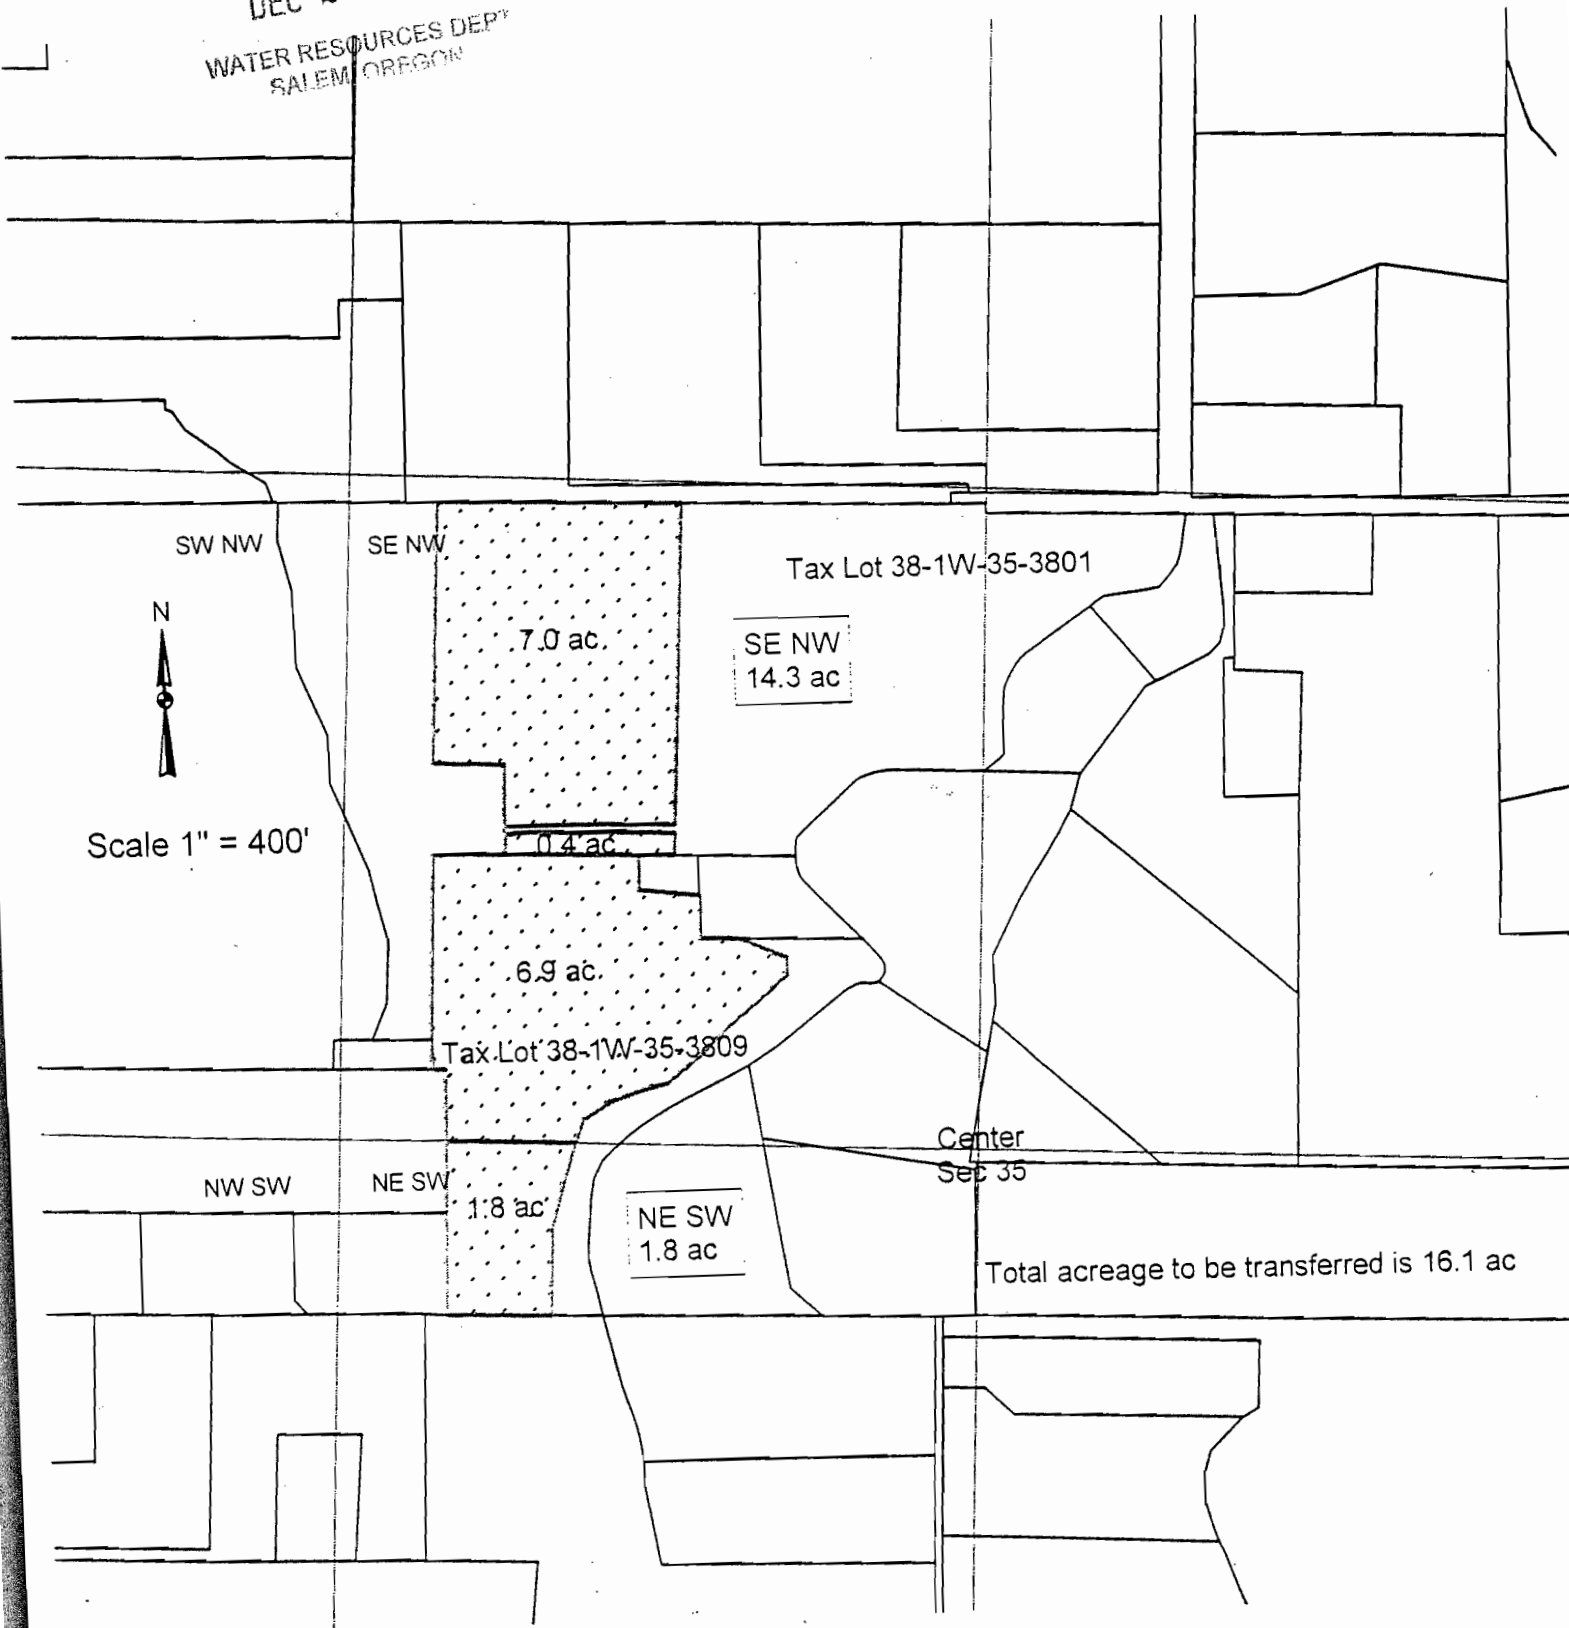 DEC
WATER RESOURCES DEPT
SALEM, OREGON
SW NW
SE NW
Tax Lot 38-1W-35-3801
N
7.0 ac.
SE NW
14.3 ac
Scale 1" = 400'
0.4 ac.
6.9 ac.
Tax Lot 38-1W-35-3809
Center
Sec 35
NW SW
NE SW
1.8 ac
NE SW
1.8 ac
Total acreage to be transferred is 16.1 ac